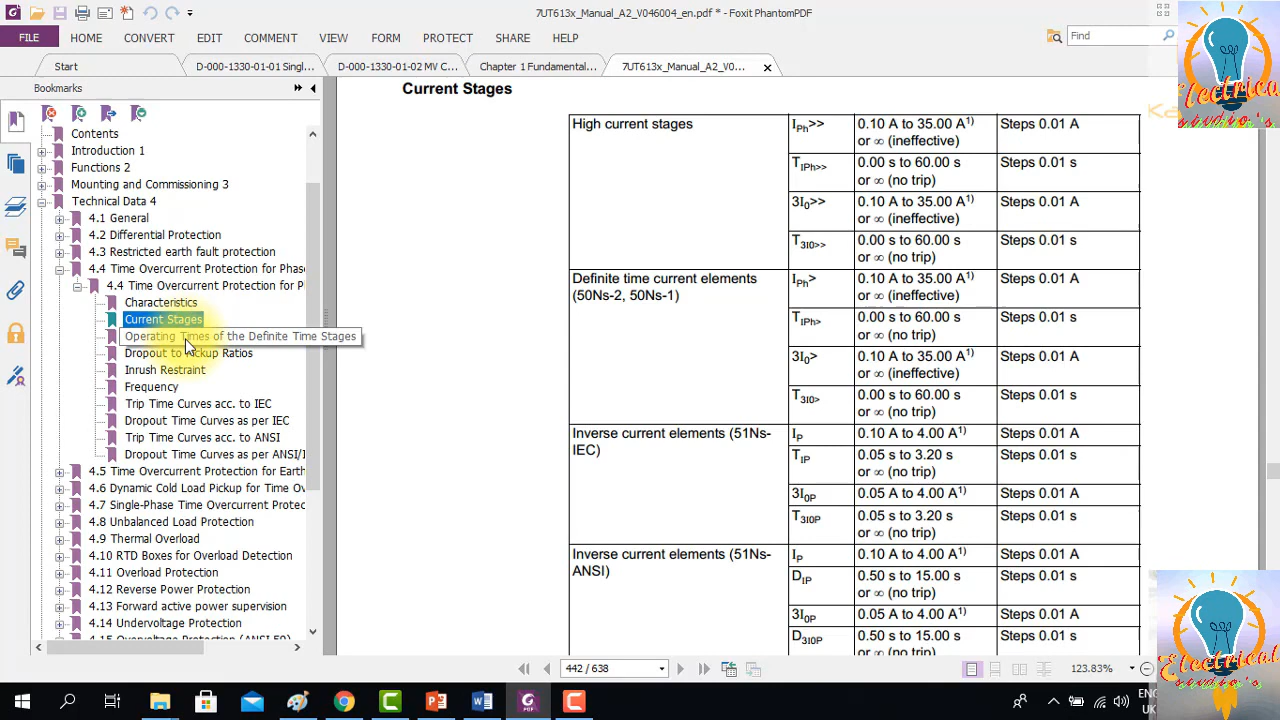 7UT613x_Manual_A2_V046004_en.pdf * - Foxit PhantomPDF
FILE HOME CONVERT EDIT COMMENT VIEW FORM PROTECT SHARE HELP
Find
Start D-000-1330-01-01 Singl... D-000-1330-01-02 MV C... Chapter 1 Fundamental... 7UT613x_Manual_A2_V0...
Bookmarks
Contents
Introduction 1
Functions 2
Mounting and Commissioning 3
Technical Data 4
4.1 General
4.2 Differential Protection
4.3 Restricted earth fault protection
4.4 Time Overcurrent Protection for Phase
4.4 Time Overcurrent Protection for P
Characteristics
Current Stages
Operating Times of the Definite Time Stages
Dropout to Pickup Ratios
Inrush Restraint
Frequency
Trip Time Curves acc. to IEC
Dropout Time Curves as per IEC
Trip Time Curves acc. to ANSI
Dropout Time Curves as per ANSI/I
4.5 Time Overcurrent Protection for Earth
4.6 Dynamic Cold Load Pickup for Time Ov
4.7 Single-Phase Time Overcurrent Protec
4.8 Unbalanced Load Protection
4.9 Thermal Overload
4.10 RTD Boxes for Overload Detection
4.11 Overload Protection
4.12 Reverse Power Protection
4.13 Forward active power supervision
4.14 Undervoltage Protection
4.15 Overvoltage Protection (ANSI 59)
Current Stages
High current stages IPh>> 0.10 A to 35.00 A1) Steps 0.01 A
or ∞ (ineffective)
TIPh>> 0.00 s to 60.00 s Steps 0.01 s
or ∞ (no trip)
3I0>> 0.10 A to 35.00 A1) Steps 0.01 A
or ∞ (ineffective)
T3I0>> 0.00 s to 60.00 s Steps 0.01 s
or ∞ (no trip)
Definite time current elements IPh> 0.10 A to 35.00 A1) Steps 0.01 A
(50Ns-2, 50Ns-1) or ∞ (ineffective)
TIPh> 0.00 s to 60.00 s Steps 0.01 s
or ∞ (no trip)
3I0> 0.10 A to 35.00 A1) Steps 0.01 A
or ∞ (ineffective)
T3I0> 0.00 s to 60.00 s Steps 0.01 s
or ∞ (no trip)
Inverse current elements (51Ns- IP 0.10 A to 4.00 A1) Steps 0.01 A
IEC) TIP 0.05 s to 3.20 s Steps 0.01 s
or ∞ (no trip)
3I0P 0.05 A to 4.00 A1) Steps 0.01 A
T3I0P 0.05 s to 3.20 s Steps 0.01 s
or ∞ (no trip)
Inverse current elements (51Ns- IP 0.10 A to 4.00 A1) Steps 0.01 A
ANSI) DIP 0.50 s to 15.00 s Steps 0.01 s
or ∞ (no trip)
3I0P 0.05 A to 4.00 A1) Steps 0.01 A
D3I0P 0.50 s to 15.00 s Steps 0.01 s
or ∞ (no trip)
442 / 638
123.83%
Electrical
studio's
Electrical
studio's
ENG
UK